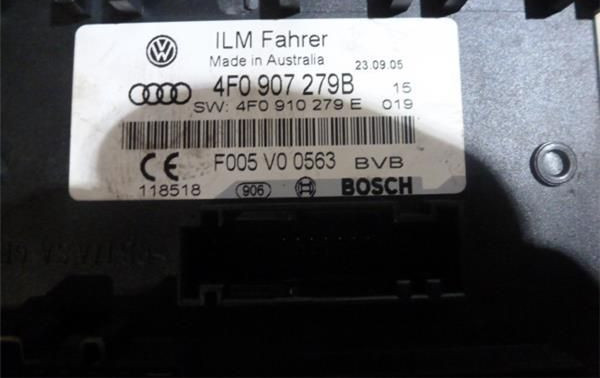 ILM Fahrer
Made in Australia 23.09.05
4F0 907 279B 15
SW: 4F0 910 279 E 019
F005 V0 0563 BVB
CE
118518 906 BOSCH